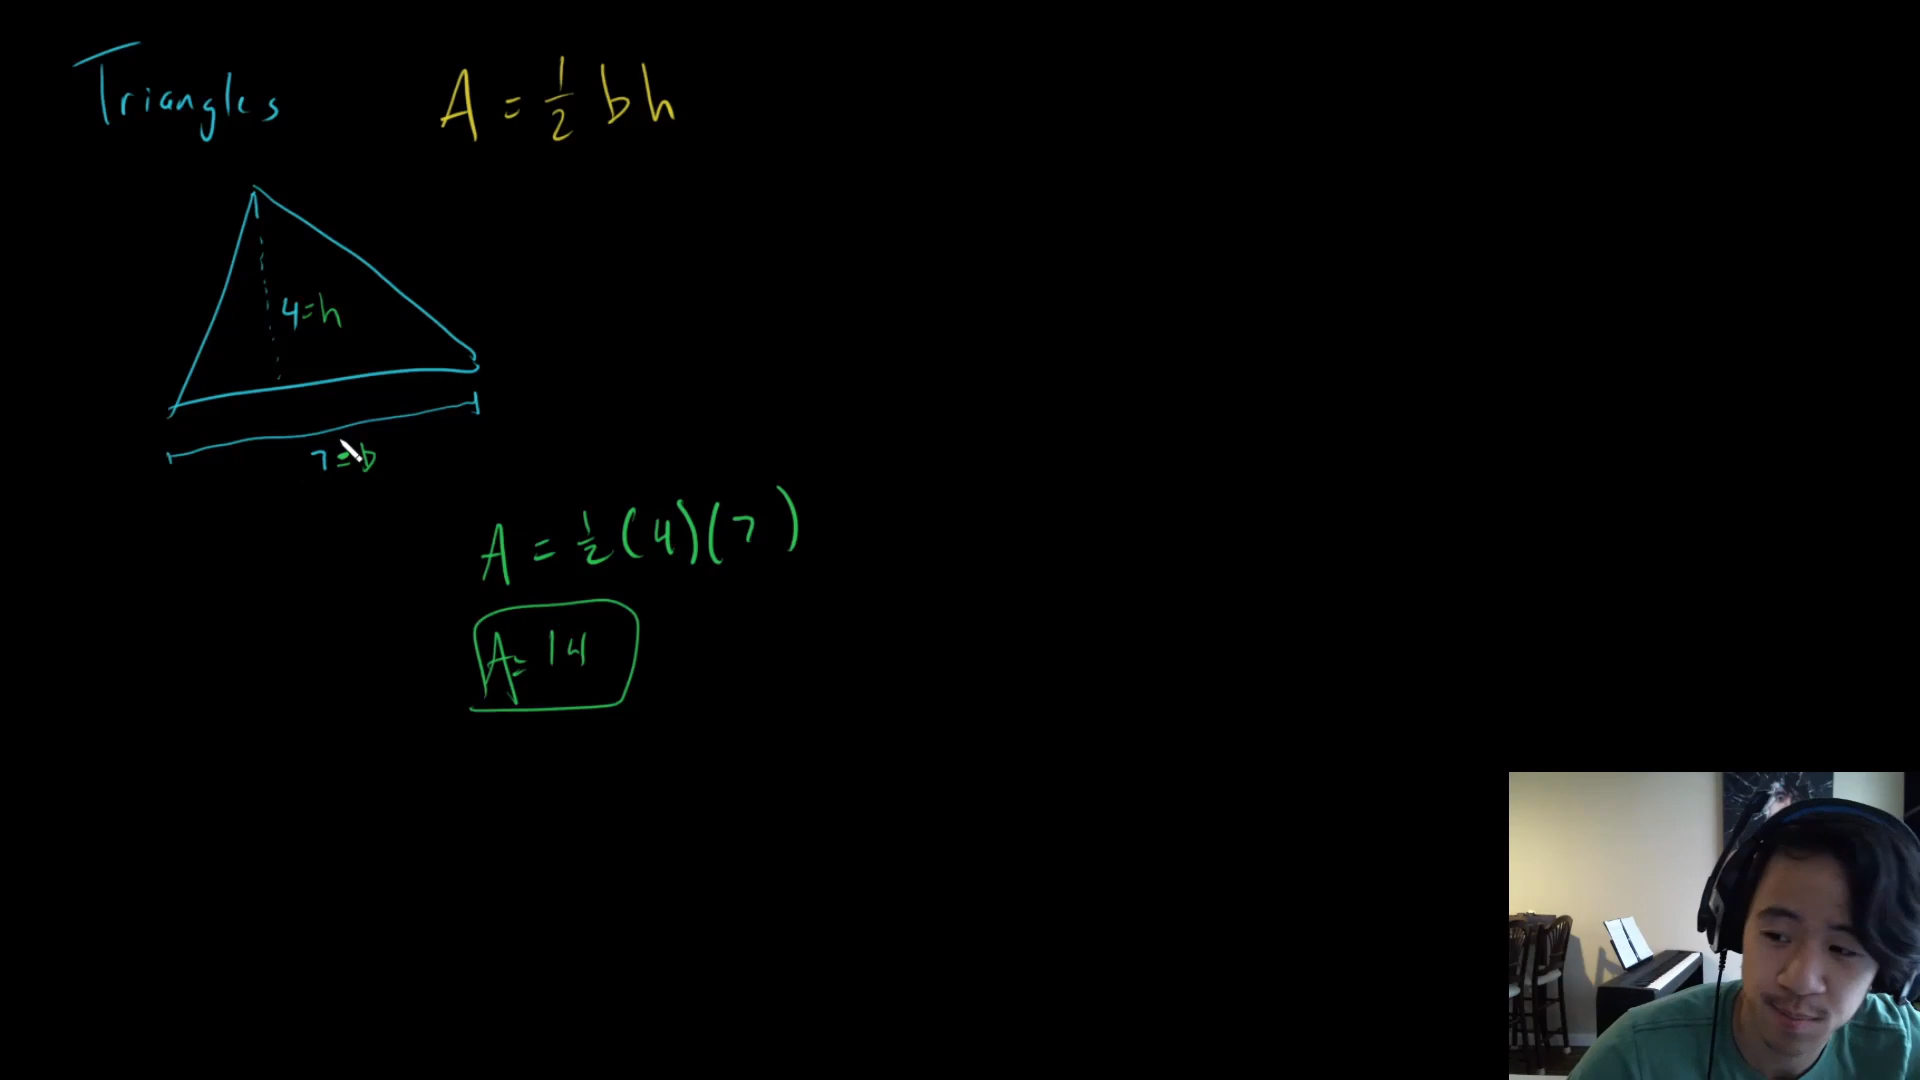 Triangles A = 1/2 bh
4 = h
7 = b
A = 1/2 (4)(7)
A = 14